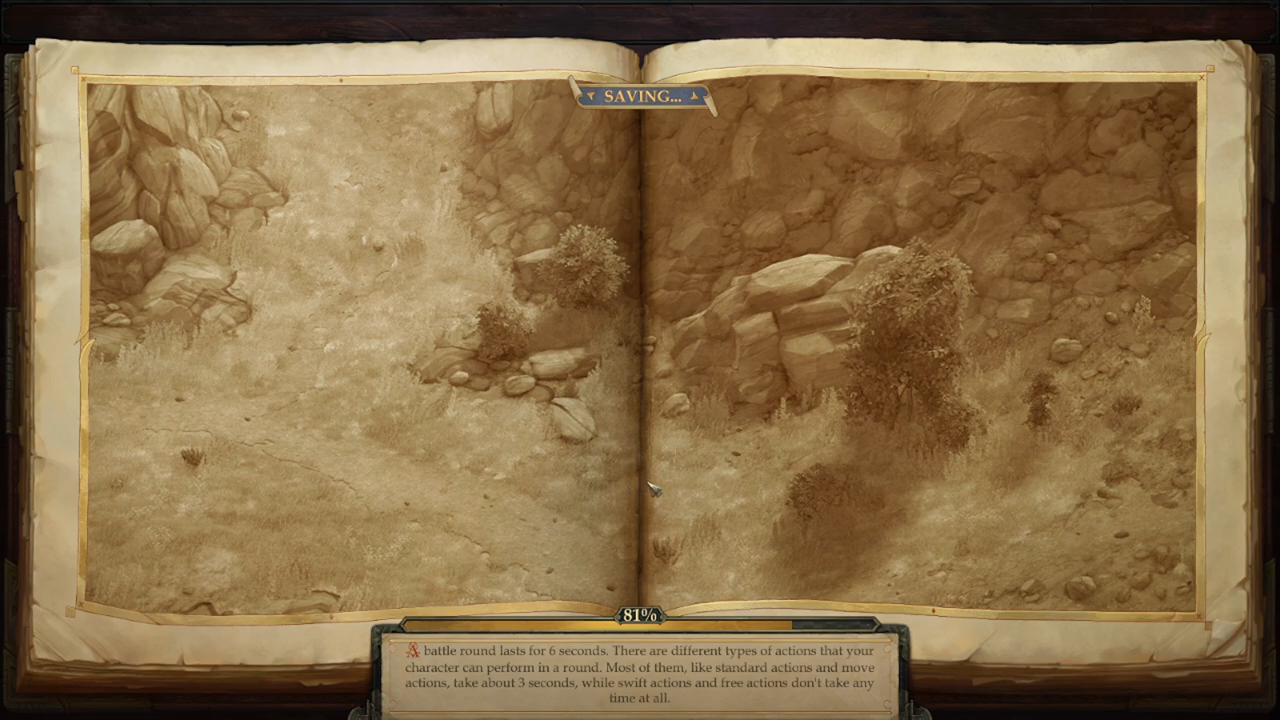 SAVING...
81%
A battle round lasts for 6 seconds. There are different types of actions that your
character can perform in a round. Most of them, like standard actions and move
actions, take about 3 seconds, while swift actions and free actions don't take any
time at all.